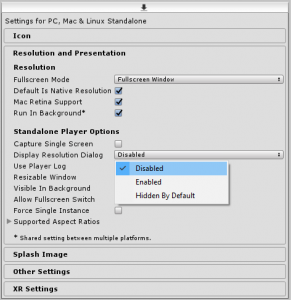 Settings for PC, Mac & Linux Standalone
Icon
Resolution and Presentation
Resolution
Fullscreen Mode Fullscreen Window
Default Is Native Resolution
Mac Retina Support
Run In Background*
Standalone Player Options
Capture Single Screen
Display Resolution Dialog Disabled
Use Player Log Disabled
Resizable Window Enabled
Visible In Background Hidden By Default
Allow Fullscreen Switch
Force Single Instance
Supported Aspect Ratios
* Shared setting between multiple platforms.
Splash Image
Other Settings
XR Settings